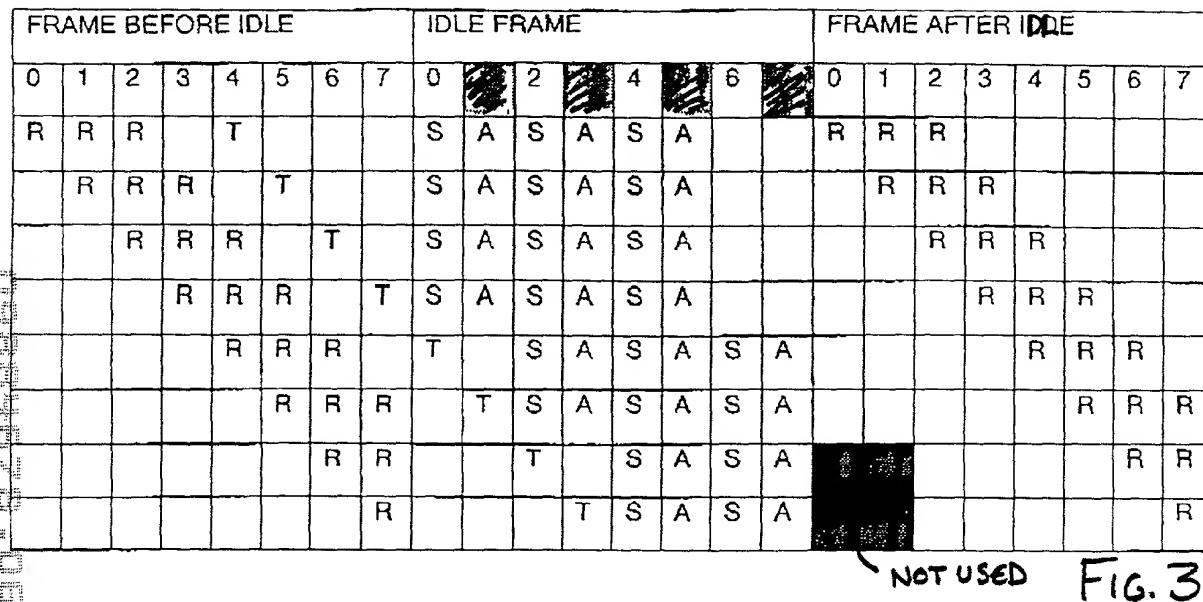 FRAME BEFORE IDLE IDLE FRAME FRAME AFTER IDLE
0 1 2 3 4 5 6 7 0 2 4 6 0 1 2 3 4 5 6 7
R R R T S A S A S A R R R
R R R T S A S A S A R R R
R R R T S A S A S A R R R
R R R T S A S A S A R R R
R R R T S A S A S A R R R
R R R T S A S A S A R R R
R R T S A S A R R
R T S A S A R
NOT USED FIG. 3